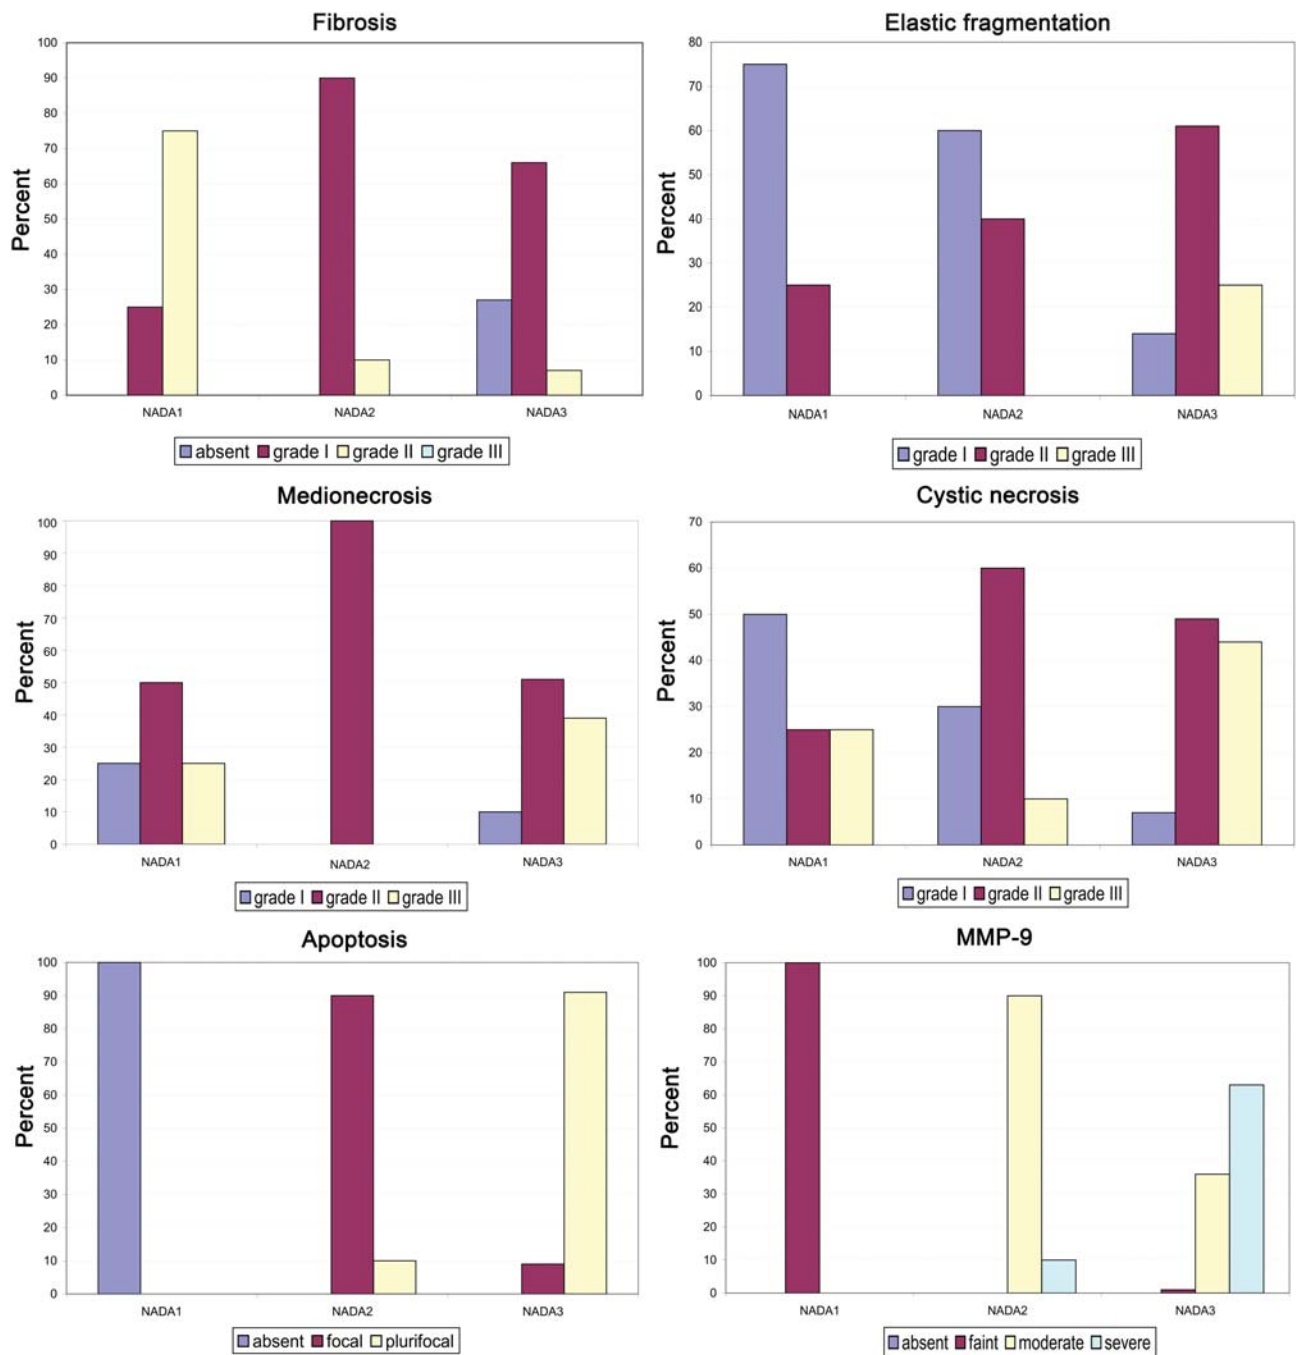 Fibrosis
100
90
80
70
60
50
40
30
20
10
0
Percent
NADA1 NADA2 NADA3
absent grade I grade II grade III
Elastic fragmentation
80
70
60
50
40
30
20
10
0
Percent
NADA1 NADA2 NADA3
grade I grade II grade III
Medionecrosis
100
90
80
70
60
50
40
30
20
10
0
Percent
NADA1 NADA2 NADA3
grade I grade II grade III
Cystic necrosis
70
60
50
40
30
20
10
0
Percent
NADA1 NADA2 NADA3
grade I grade II grade III
Apoptosis
100
90
80
70
60
50
40
30
20
10
0
Percent
NADA1 NADA2 NADA3
absent focal plurifocal
MMP-9
100
90
80
70
60
50
40
30
20
10
0
Percent
NADA1 NADA2 NADA3
absent faint moderate severe